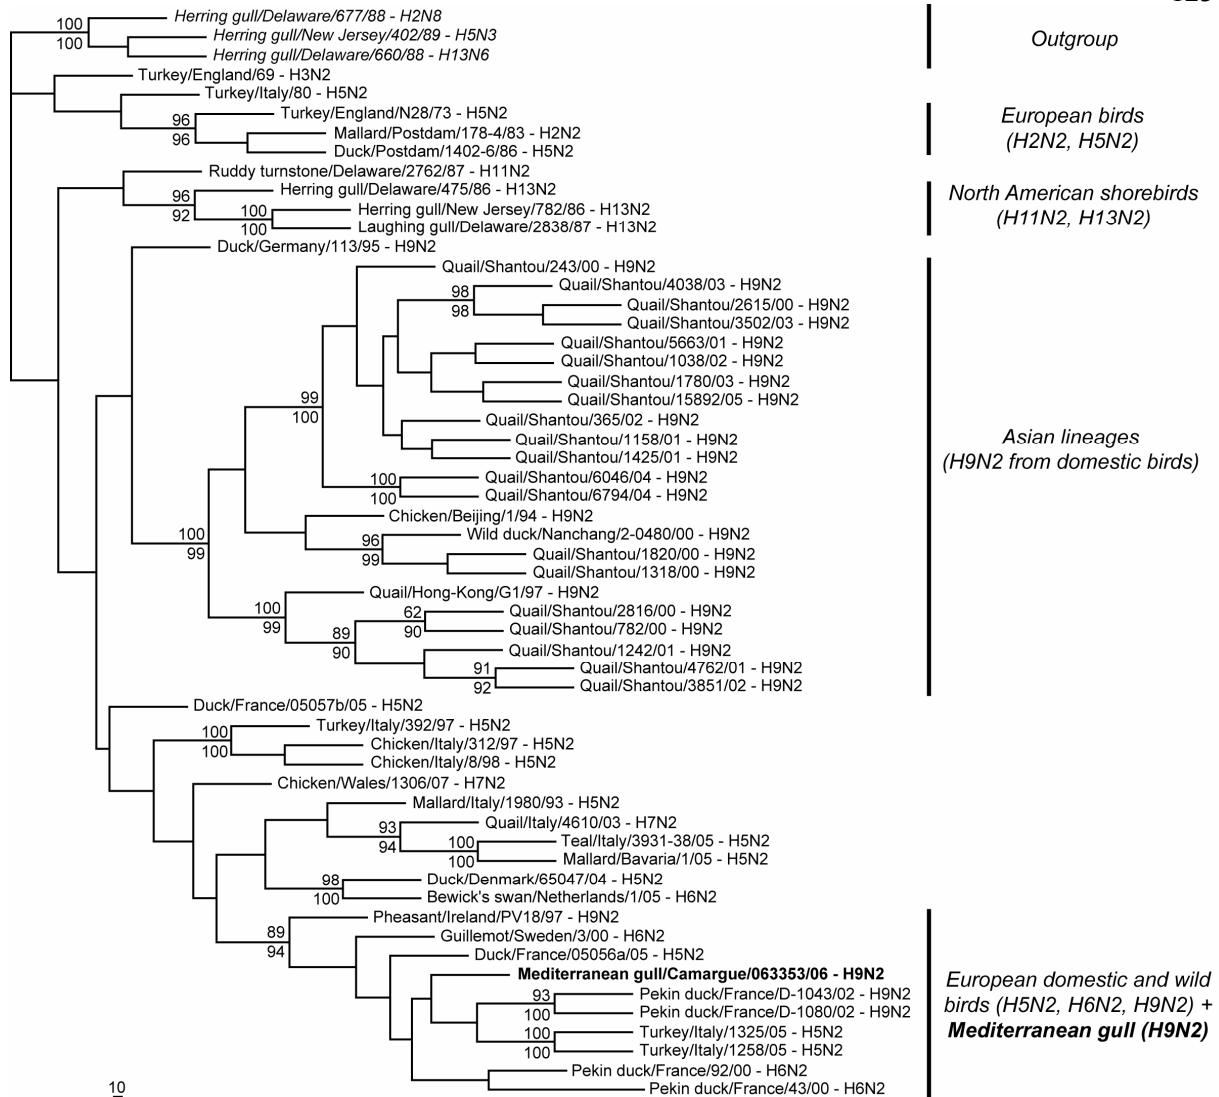 100
100
Herring gull/Delaware/677/88 - H2N8
Herring gull/New Jersey/402/89 - H5N3
Herring gull/Delaware/660/88 - H13N6
Outgroup
Turkey/England/69 - H3N2
Turkey/Italy/80 - H5N2
96
96
Turkey/England/N28/73 - H5N2
Mallard/Postdam/178-4/83 - H2N2
Duck/Postdam/1402-6/86 - H5N2
European birds
(H2N2, H5N2)
Ruddy turnstone/Delaware/2762/87 - H11N2
96
92
Herring gull/Delaware/475/86 - H13N2
100
100
Herring gull/New Jersey/782/86 - H13N2
Laughing gull/Delaware/2838/87 - H13N2
North American shorebirds
(H11N2, H13N2)
Duck/Germany/113/95 - H9N2
Quail/Shantou/243/00 - H9N2
98
98
Quail/Shantou/4038/03 - H9N2
Quail/Shantou/2615/00 - H9N2
Quail/Shantou/3502/03 - H9N2
Quail/Shantou/5663/01 - H9N2
Quail/Shantou/1038/02 - H9N2
Quail/Shantou/1780/03 - H9N2
Quail/Shantou/15892/05 - H9N2
99
100
Quail/Shantou/365/02 - H9N2
Quail/Shantou/1158/01 - H9N2
Quail/Shantou/1425/01 - H9N2
100
100
Quail/Shantou/6046/04 - H9N2
Quail/Shantou/6794/04 - H9N2
Asian lineages
(H9N2 from domestic birds)
Chicken/Beijing/1/94 - H9N2
100
99
96
99
Wild duck/Nanchang/2-0480/00 - H9N2
Quail/Shantou/1820/00 - H9N2
Quail/Shantou/1318/00 - H9N2
Quail/Hong-Kong/G1/97 - H9N2
100
99
62
90
Quail/Shantou/2816/00 - H9N2
Quail/Shantou/782/00 - H9N2
89
90
Quail/Shantou/1242/01 - H9N2
91
92
Quail/Shantou/4762/01 - H9N2
Quail/Shantou/3851/02 - H9N2
Duck/France/05057b/05 - H5N2
100
100
Turkey/Italy/392/97 - H5N2
Chicken/Italy/312/97 - H5N2
Chicken/Italy/8/98 - H5N2
Chicken/Wales/1306/07 - H7N2
Mallard/Italy/1980/93 - H5N2
93
94
Quail/Italy/4610/03 - H7N2
100
100
Teal/Italy/3931-38/05 - H5N2
Mallard/Bavaria/1/05 - H5N2
98
100
Duck/Denmark/65047/04 - H5N2
Bewick's swan/Netherlands/1/05 - H6N2
89
94
Pheasant/Ireland/PV18/97 - H9N2
Guillemot/Sweden/3/00 - H6N2
Duck/France/05056a/05 - H5N2
Mediterranean gull/Camargue/063353/06 - H9N2
93
100
Pekin duck/France/D-1043/02 - H9N2
Pekin duck/France/D-1080/02 - H9N2
100
100
Turkey/Italy/1325/05 - H5N2
Turkey/Italy/1258/05 - H5N2
Pekin duck/France/92/00 - H6N2
Pekin duck/France/43/00 - H6N2
European domestic and wild
birds (H5N2, H6N2, H9N2) +
Mediterranean gull (H9N2)
10